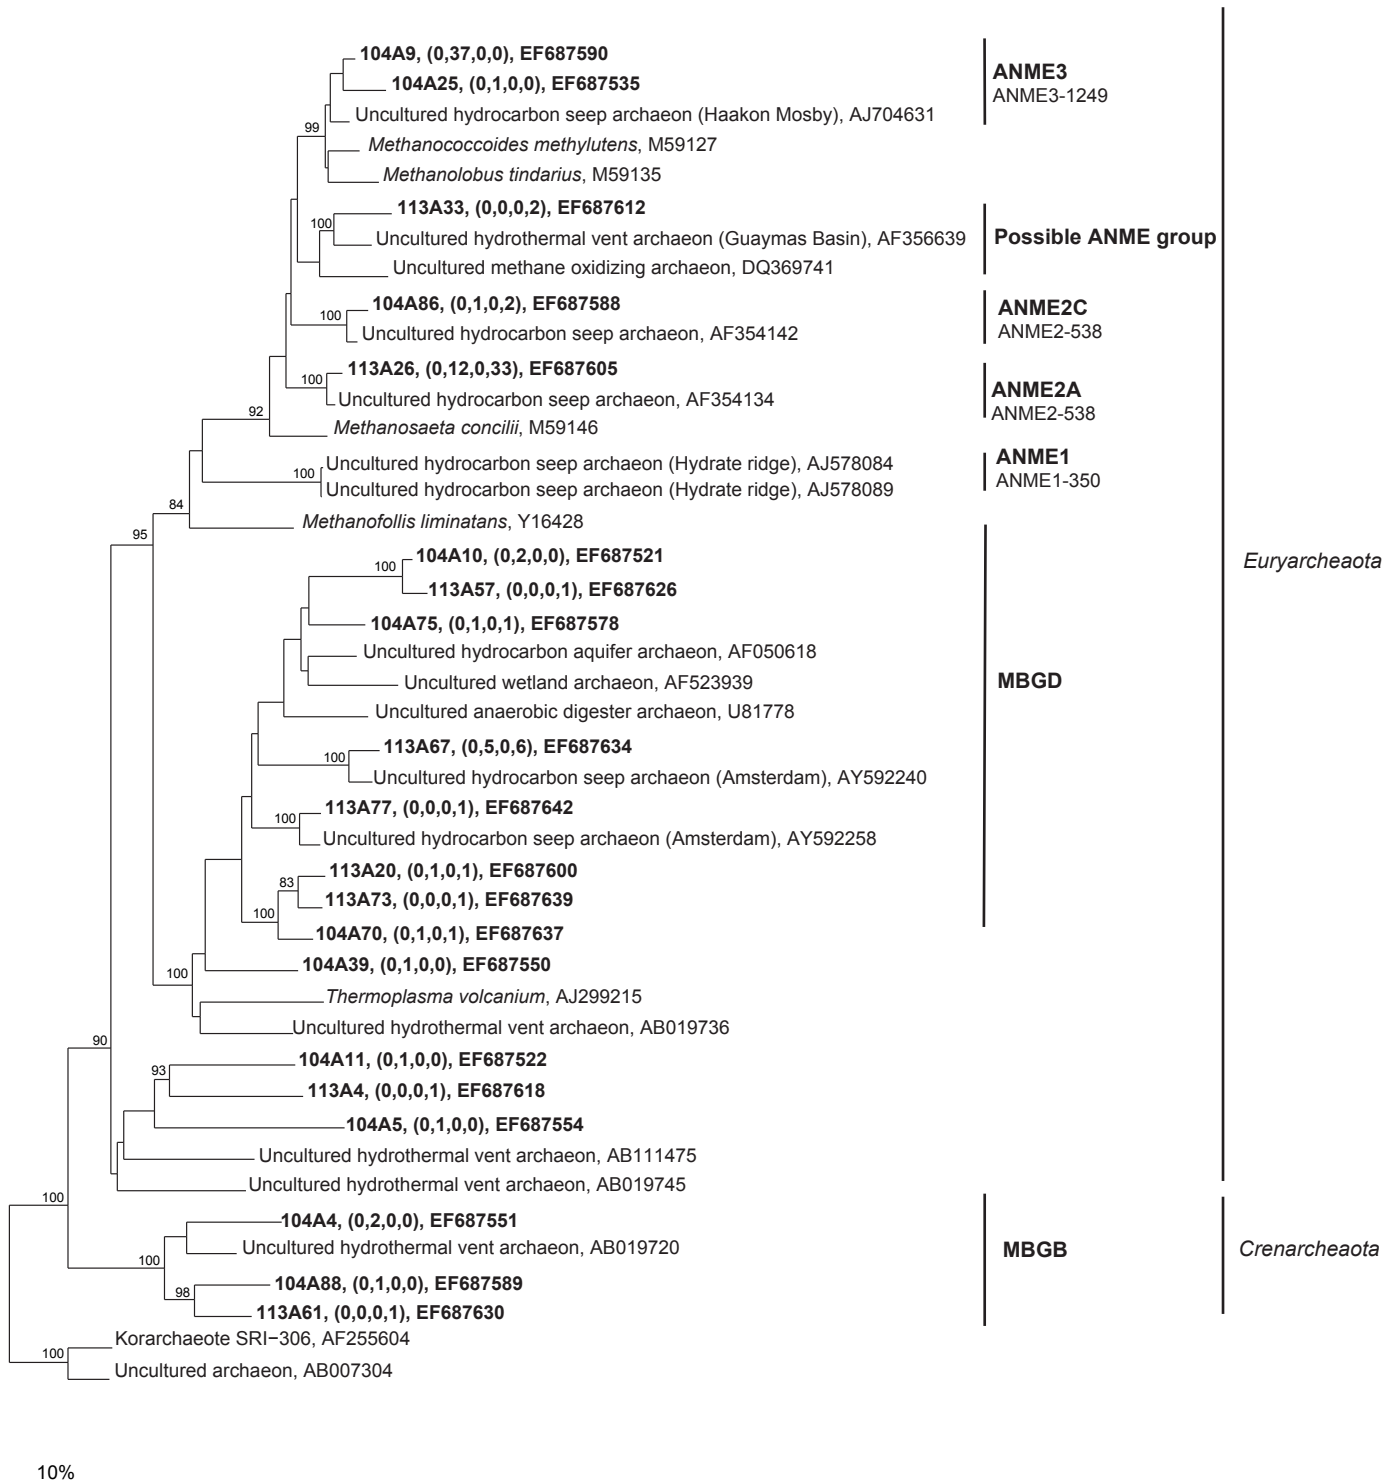 104A9, (0,37,0,0), EF687590
104A25, (0,1,0,0), EF687535
Uncultured hydrocarbon seep archaeon (Haakon Mosby), AJ704631
ANME3
ANME3-1249
99
Methanococcoides methylutens, M59127
Methanolobus tindarius, M59135
113A33, (0,0,0,2), EF687612
100
Uncultured hydrothermal vent archaeon (Guaymas Basin), AF356639
Possible ANME group
Uncultured methane oxidizing archaeon, DQ369741
104A86, (0,1,0,2), EF687588
100
Uncultured hydrocarbon seep archaeon, AF354142
ANME2C
ANME2-538
113A26, (0,12,0,33), EF687605
100
Uncultured hydrocarbon seep archaeon, AF354134
ANME2A
ANME2-538
92
Methanosaeta concilii, M59146
Uncultured hydrocarbon seep archaeon (Hydrate ridge), AJ578084
100
Uncultured hydrocarbon seep archaeon (Hydrate ridge), AJ578089
ANME1
ANME1-350
84
Methanofollis liminatans, Y16428
95
104A10, (0,2,0,0), EF687521
100
113A57, (0,0,0,1), EF687626
Euryarcheaota
104A75, (0,1,0,1), EF687578
Uncultured hydrocarbon aquifer archaeon, AF050618
Uncultured wetland archaeon, AF523939
MBGD
Uncultured anaerobic digester archaeon, U81778
113A67, (0,5,0,6), EF687634
100
Uncultured hydrocarbon seep archaeon (Amsterdam), AY592240
113A77, (0,0,0,1), EF687642
100
Uncultured hydrocarbon seep archaeon (Amsterdam), AY592258
113A20, (0,1,0,1), EF687600
83
113A73, (0,0,0,1), EF687639
100
104A70, (0,1,0,1), EF687637
104A39, (0,1,0,0), EF687550
100
Thermoplasma volcanium, AJ299215
Uncultured hydrothermal vent archaeon, AB019736
90
104A11, (0,1,0,0), EF687522
93
113A4, (0,0,0,1), EF687618
104A5, (0,1,0,0), EF687554
Uncultured hydrothermal vent archaeon, AB111475
Uncultured hydrothermal vent archaeon, AB019745
100
104A4, (0,2,0,0), EF687551
Uncultured hydrothermal vent archaeon, AB019720
100
MBGB
Crenarcheaota
104A88, (0,1,0,0), EF687589
98
113A61, (0,0,0,1), EF687630
Korarchaeote SRI−306, AF255604
100
Uncultured archaeon, AB007304
10%